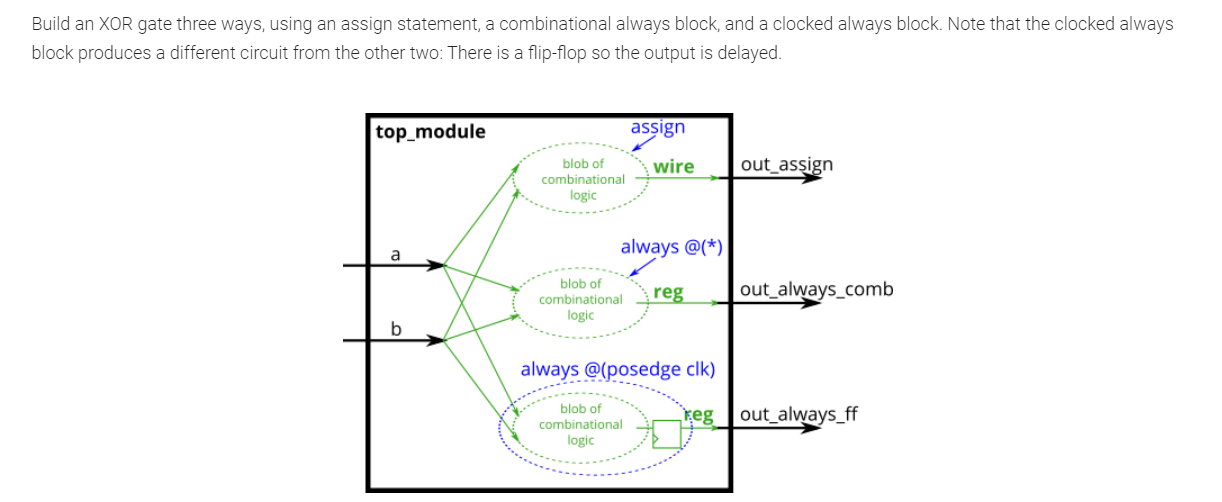 Build an XOR gate three ways, using an assign statement, a combinational always block, and a clocked always block. Note that the clocked always
block produces a different circuit from the other two: There is a flip-flop so the output is delayed.
top_module
assign
blob of
combinational
logic
wire
out_assign
a
always @(*)
blob of
combinational
logic
reg
out_always_comb
b
always @(posedge clk)
blob of
combinational
logic
reg
out_always_ff